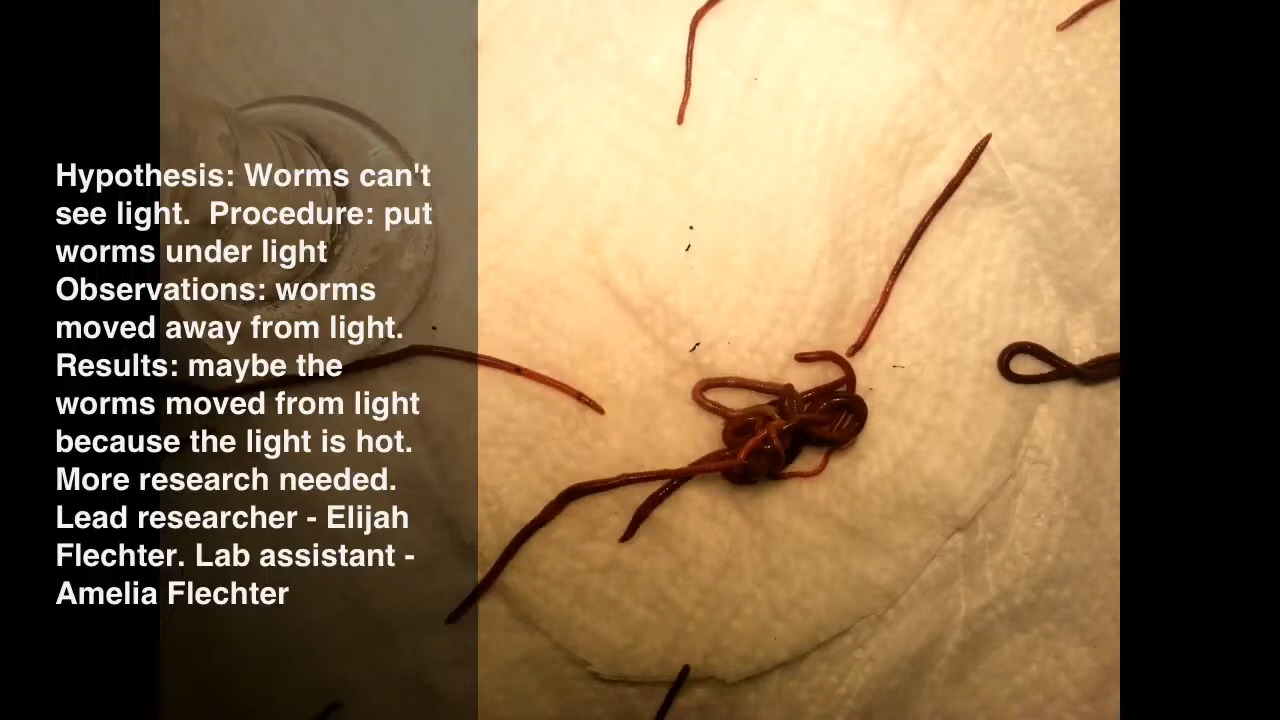 Hypothesis: Worms can't
see light.  Procedure: put
worms under light
Observations: worms
moved away from light.
Results: maybe the
worms moved from light
because the light is hot.
More research needed.
Lead researcher - Elijah
Flechter. Lab assistant -
Amelia Flechter